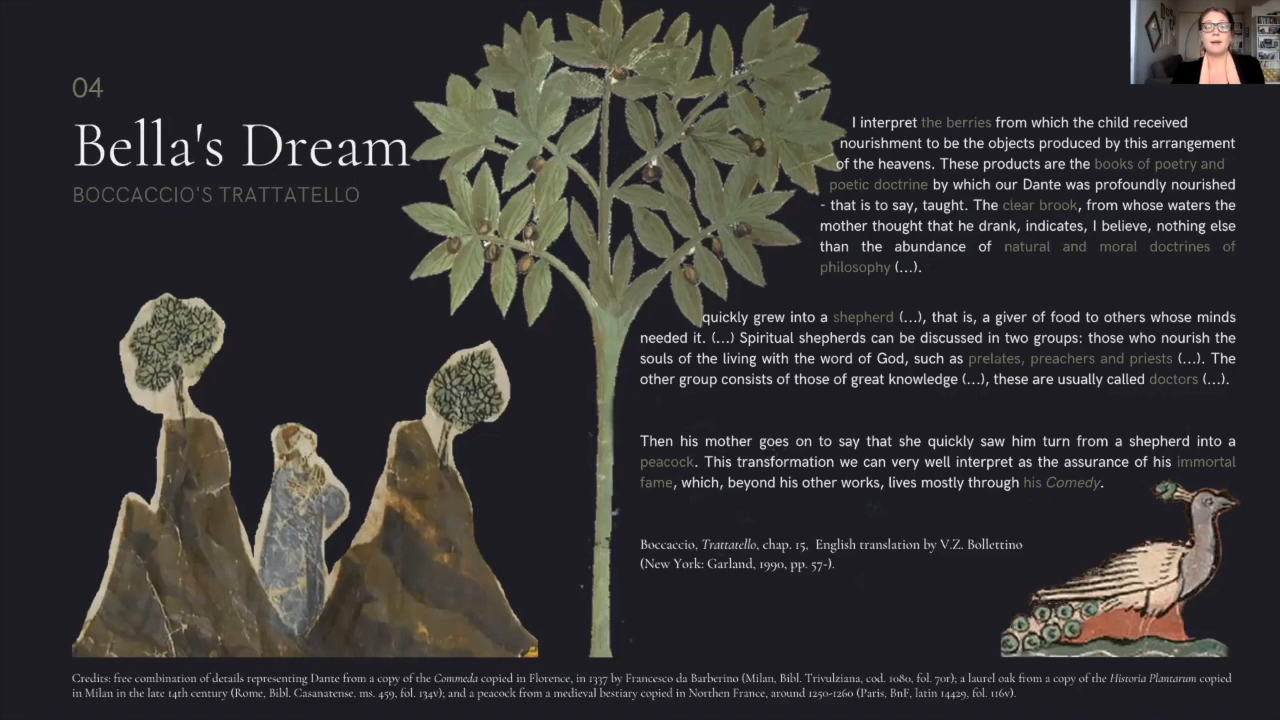 04
Bella's Dream
BOCCACCIO'S TRATTATELLO
I interpret the berries from which the child received
nourishment to be the objects produced by this arrangement
of the heavens. These products are the books of poetry and
poetic doctrine by which our Dante was profoundly nourished
- that is to say, taught. The clear brook, from whose waters the
mother thought that he drank, indicates, I believe, nothing else
than the abundance of natural and moral doctrines of
philosophy (...).
quickly grew into a shepherd (...), that is, a giver of food to others whose minds
needed it. (...) Spiritual shepherds can be discussed in two groups: those who nourish the
souls of the living with the word of God, such as prelates, preachers and priests (...). The
other group consists of those of great knowledge (...), these are usually called doctors (...).
Then his mother goes on to say that she quickly saw him turn from a shepherd into a
peacock. This transformation we can very well interpret as the assurance of his immortal
fame, which, beyond his other works, lives mostly through his Comedy.
Boccaccio, Trattatello, chap. 15, English translation by V.Z. Bollettino
(New York: Garland, 1990, pp. 57-).
Credits: free combination of details representing Dante from a copy of the Commeda copied in Florence, in 1337 by Francesco da Barberino (Milan, Bibl. Trivulziana, cod. 1080, fol. 70r); a laurel oak from a copy of the Historia Plantarum copied
in Milan in the late 14th century (Rome, Bibl. Casanatense, ms. 459, fol. 134v); and a peacock from a medieval bestiary copied in Northen France, around 1250-1260 (Paris, BnF, latin 14429, fol. 116v).